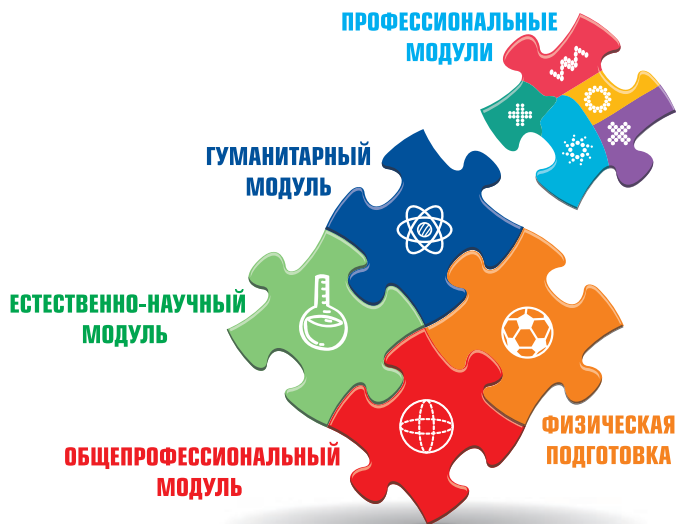 ПРОФЕССИОНАЛЬНЫЕ
МОДУЛИ
ГУМАНИТАРНЫЙ
МОДУЛЬ
ЕСТЕСТВЕННО-НАУЧНЫЙ
МОДУЛЬ
ФИЗИЧЕСКАЯ
ПОДГОТОВКА
ОБЩЕПРОФЕССИОНАЛЬНЫЙ
МОДУЛЬ